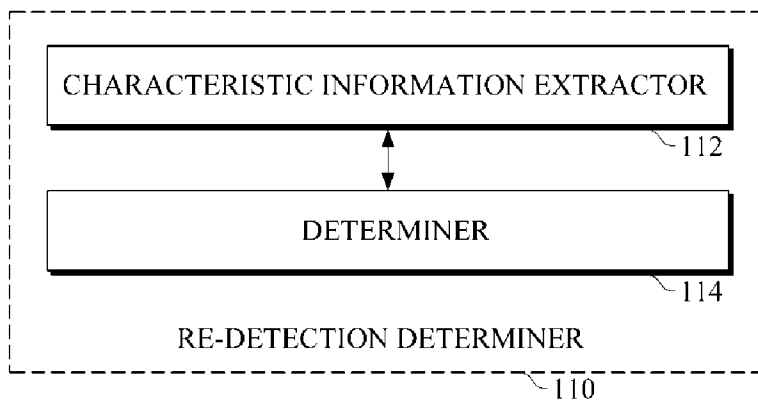 CHARACTERISTIC INFORMATION EXTRACTOR
112
DETERMINER
114
RE-DETECTION DETERMINER
110